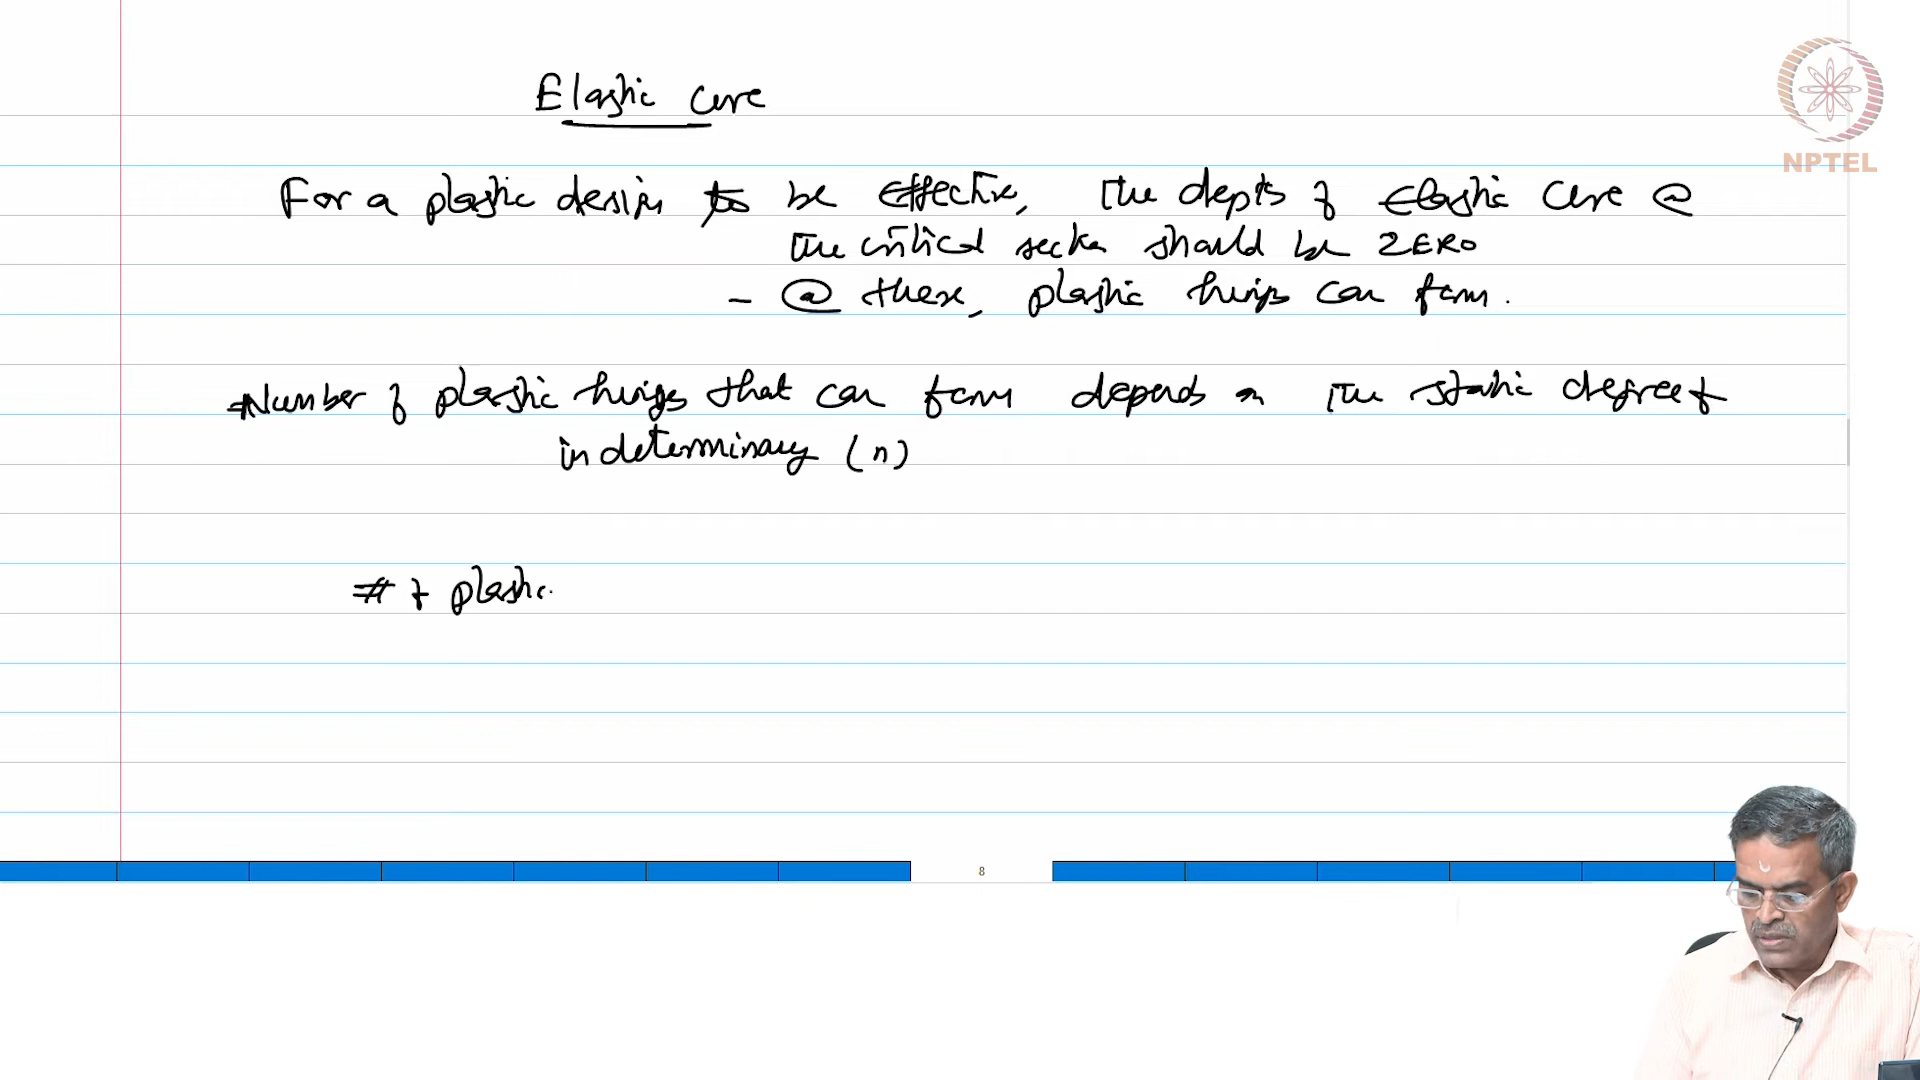 Elastic core
NPTEL
For a plastic design to be effective, the depth of Elastic core @
the critical section should be ZERO
- @ these, plastic hinges can form.
Number of plastic hinges that can form depends on the static degree of
indeterminacy (n)
# of plastic
8